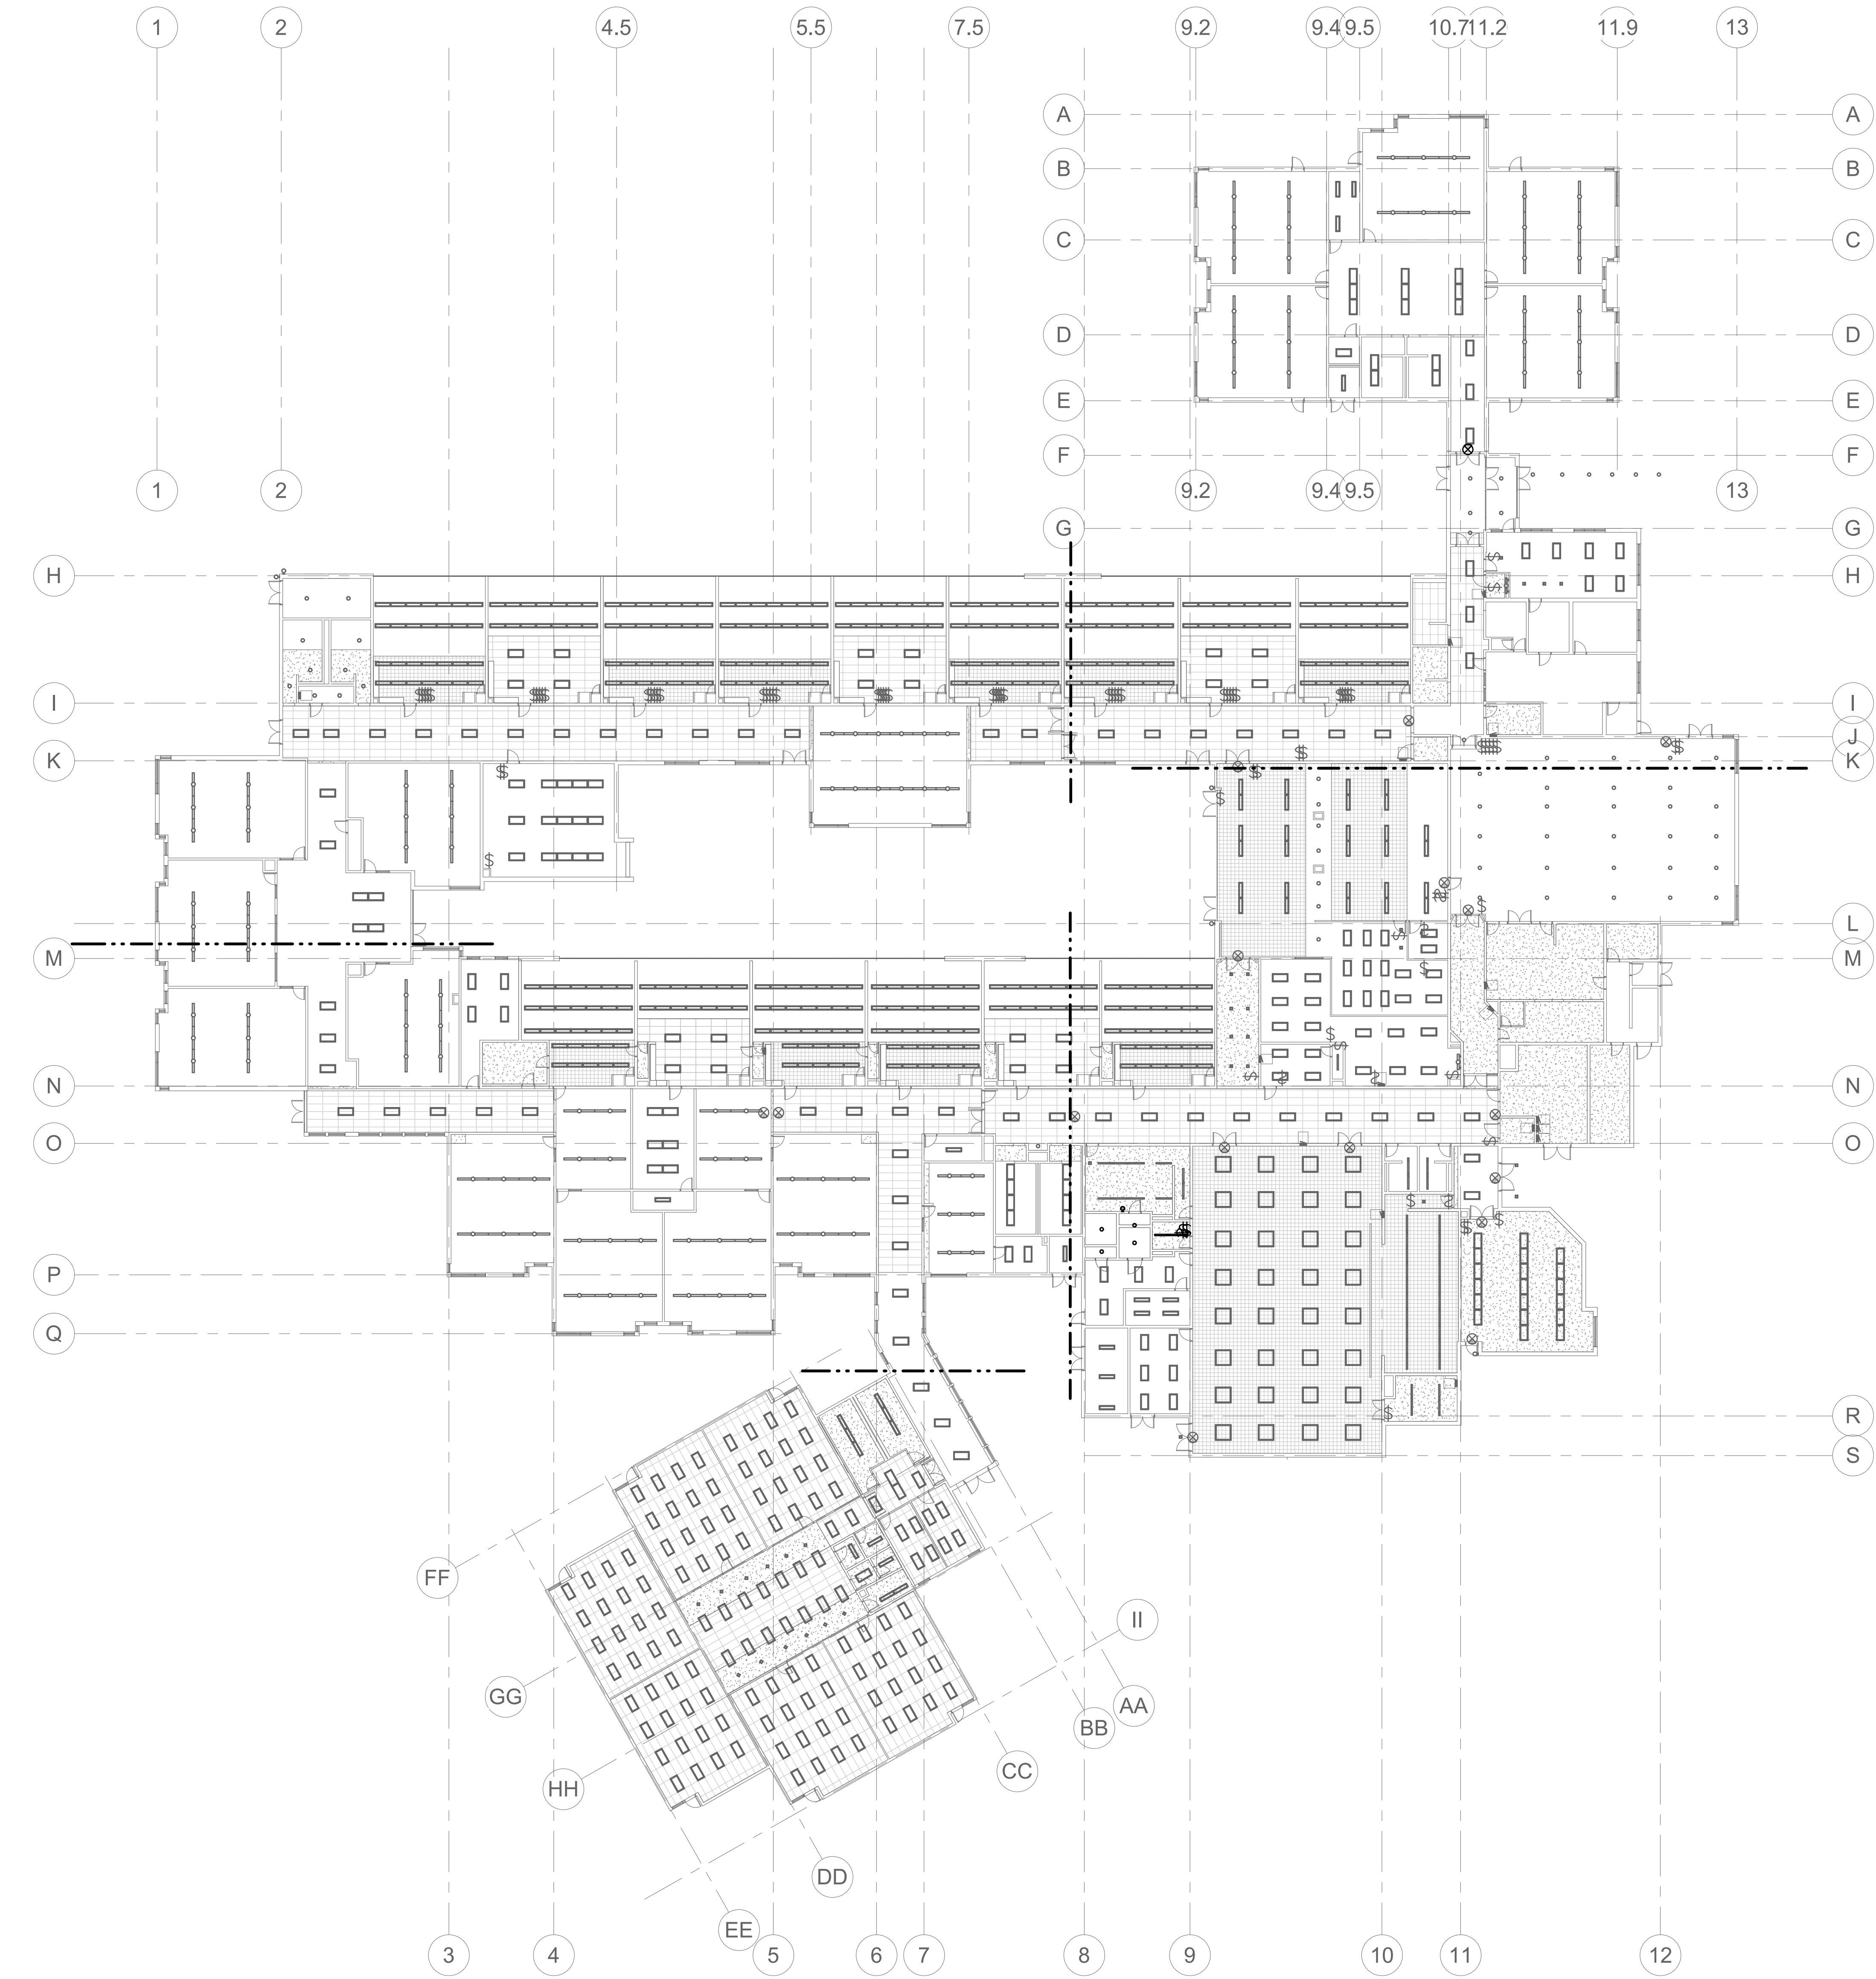 1 2 4.5 5.5 7.5 9.2 9.4 9.5 10.7 11.2 11.9 13
A A
B B
C C
D D
E E
F F
1 2 9.2 9.4 9.5 13
G G
H H
I I
J
K K
L
M M
N N
O O
P
Q
R
S
FF
II
GG AA
BB
HH CC
DD
EE
3 4 5 6 7 8 9 10 11 12